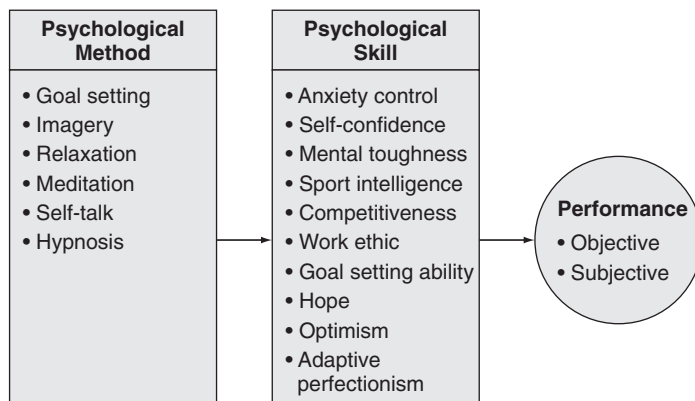 Psychological
Method
• Goal setting
• Imagery
• Relaxation
• Meditation
• Self-talk
• Hypnosis
Psychological
Skill
• Anxiety control
• Self-confidence
• Mental toughness
• Sport intelligence
• Competitiveness
• Work ethic
• Goal setting ability
• Hope
• Optimism
• Adaptive
perfectionism
Performance
• Objective
• Subjective